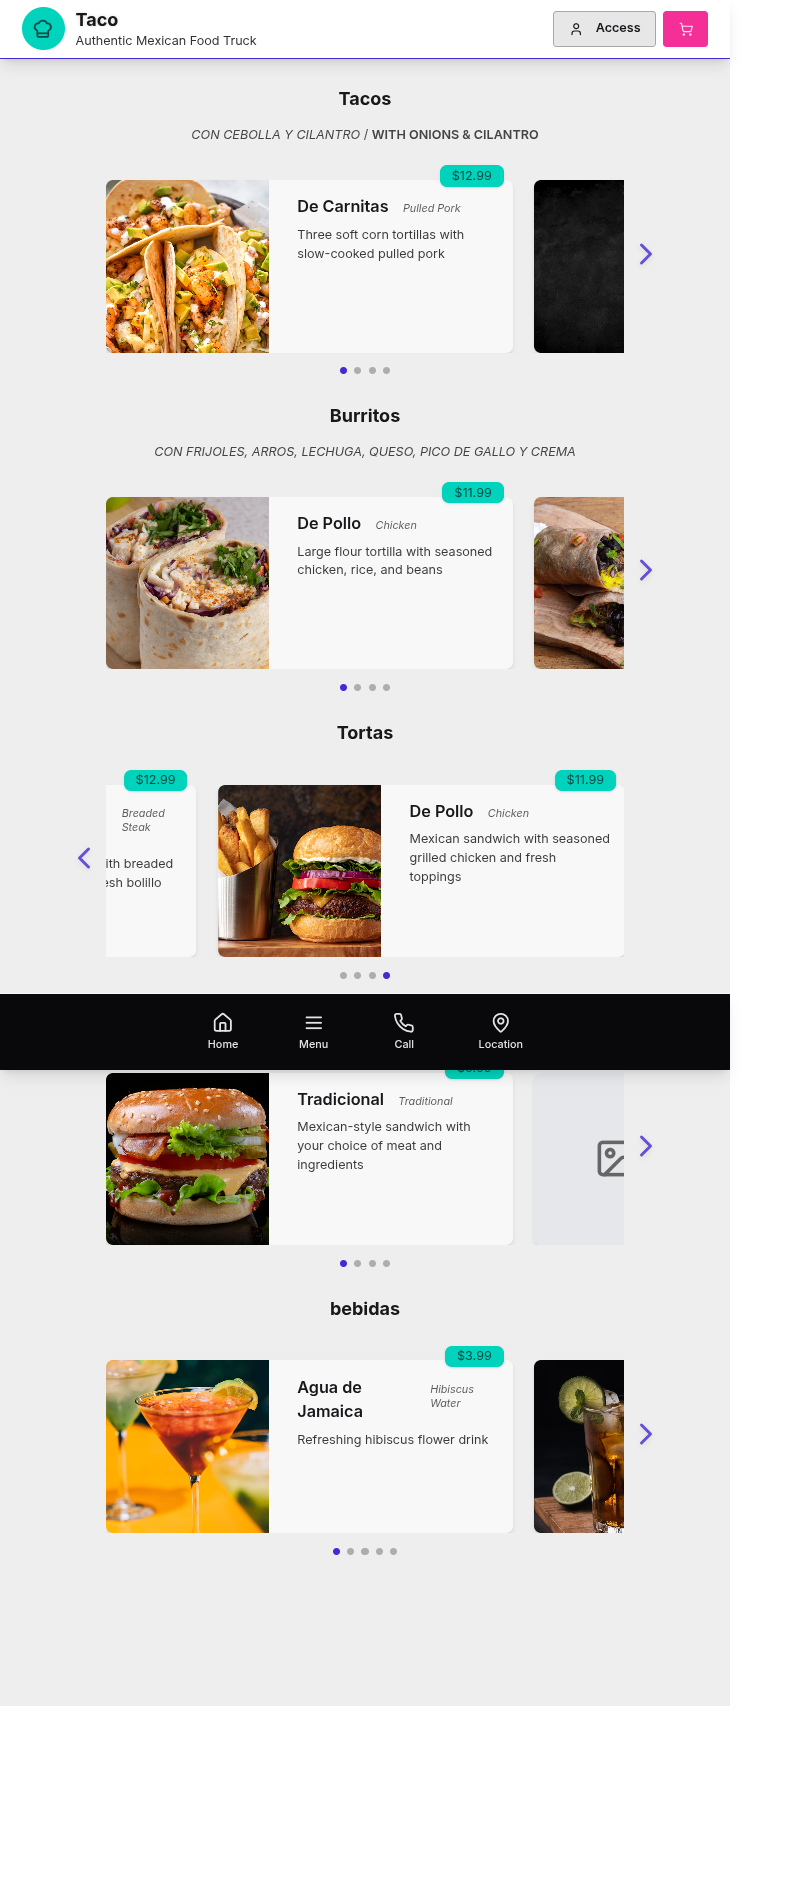 Taco
Authentic Mexican Food Truck
Access
Tacos
CON CEBOLLA Y CILANTRO / WITH ONIONS & CILANTRO
$12.99
De Carnitas Pulled Pork
Three soft corn tortillas with
slow-cooked pulled pork
Burritos
CON FRIJOLES, ARROS, LECHUGA, QUESO, PICO DE GALLO Y CREMA
$11.99
De Pollo Chicken
Large flour tortilla with seasoned
chicken, rice, and beans
Tortas
$12.99
Breaded
Steak
ith breaded
esh bolillo
$11.99
De Pollo Chicken
Mexican sandwich with seasoned
grilled chicken and fresh
toppings
Home Menu Call Location
Tradicional Traditional
Mexican-style sandwich with
your choice of meat and
ingredients
bebidas
$3.99
Agua de
Jamaica
Hibiscus
Water
Refreshing hibiscus flower drink